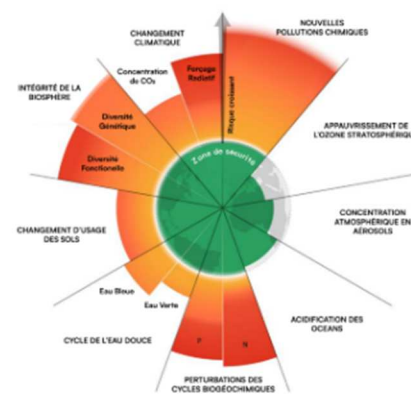 NOUVELLES
POLLUTIONS CHIMIQUES
CHANGEMENT
CLIMATIQUE
Concentration
de CO₂
Forçage
Radiatif
Risque croissant
INTÉGRITÉ DE LA
BIOSPHÈRE
Diversité
Génétique
Diversité
Fonctionelle
Zone de sécurité
APPAUVRISSEMENT DE
L'OZONE STRATOSPHÉRIQU
CONCENTRATION
ATMOSPHÉRIQUE EN
AÉROSOLS
CHANGEMENT D'USAGE
DES SOLS
Eau Bleue
Eau Verte
CYCLE DE L'EAU DOUCE
P
N
ACIDIFICATION DES
OCEANS
PERTURBATIONS DES
CYCLES BIOGÉOCHIMIQUES